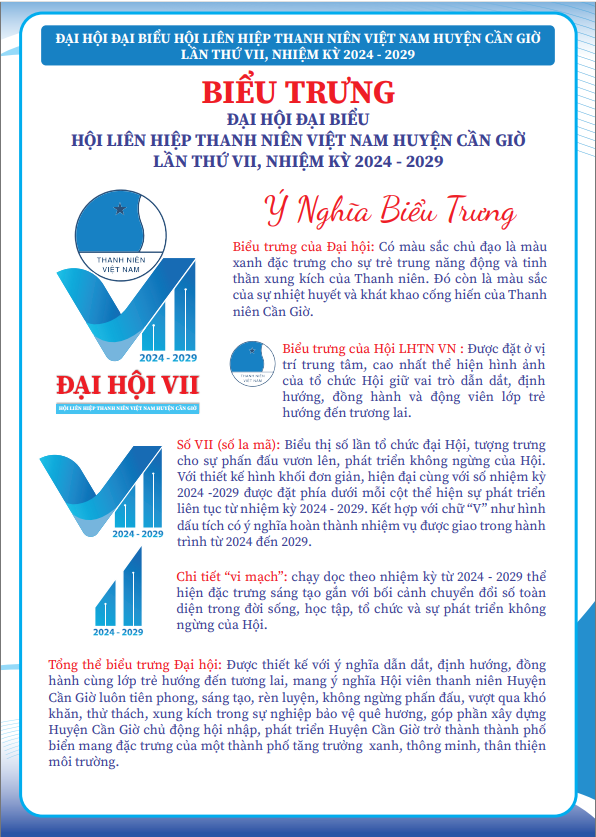 ĐẠI HỘI ĐẠI BIỂU HỘI LIÊN HIỆP THANH NIÊN VIỆT NAM HUYỆN CẦN GIỜ
LẦN THỨ VII, NHIỆM KỲ 2024 - 2029
BIỂU TRƯNG
ĐẠI HỘI ĐẠI BIỂU
HỘI LIÊN HIỆP THANH NIÊN VIỆT NAM HUYỆN CẦN GIỜ
LẦN THỨ VII, NHIỆM KỲ 2024 - 2029
THANH NIÊN
VIỆT NAM
2024 - 2029
ĐẠI HỘI VII
HỘI LIÊN HIỆP THANH NIÊN VIỆT NAM HUYỆN CẦN GIỜ
Ý Nghĩa Biểu Trưng
Biểu trưng của Đại hội: Có màu sắc chủ đạo là màu
xanh đặc trưng cho sự trẻ trung năng động và tinh
thần xung kích của Thanh niên. Đó còn là màu sắc
của sự nhiệt huyết và khát khao cống hiến của Thanh
niên Cần Giờ.
THANH NIÊN
VIỆT NAM
Biểu trưng của Hội LHTN VN : Được đặt ở vị
trí trung tâm, cao nhất thể hiện hình ảnh
của tổ chức Hội giữ vai trò dẫn dắt, định
hướng, đồng hành và động viên lớp trẻ
hướng đến trương lai.
2024 - 2029
Số VII (số la mã): Biểu thị số lần tổ chức đại Hội, tượng trưng
cho sự phấn đấu vươn lên, phát triển không ngừng của Hội.
Với thiết kế hình khối đơn giản, hiện đại cùng với số nhiệm kỳ
2024 -2029 được đặt phía dưới mỗi cột thể hiện sự phát triển
liên tục từ nhiệm kỳ 2024 - 2029. Kết hợp với chữ “V” như hình
dấu tích có ý nghĩa hoàn thành nhiệm vụ được giao trong hành
trình từ 2024 đến 2029.
2024 - 2029
Chi tiết “vi mạch”: chạy dọc theo nhiệm kỳ từ 2024 - 2029 thể
hiện đặc trưng sáng tạo gắn với bối cảnh chuyển đổi số toàn
diện trong đời sống, học tập, tổ chức và sự phát triển không
ngừng của Hội.
Tổng thể biểu trưng Đại hội: Được thiết kế với ý nghĩa dẫn dắt, định hướng, đồng
hành cùng lớp trẻ hướng đến tương lai, mang ý nghĩa Hội viên thanh niên Huyện
Cần Giờ luôn tiên phong, sáng tạo, rèn luyện, không ngừng phấn đấu, vượt qua khó
khăn, thử thách, xung kích trong sự nghiệp bảo vệ quê hương, góp phần xây dựng
Huyện Cần Giờ chủ động hội nhập, phát triển Huyện Cần Giờ trở thành thành phố
biển mang đặc trưng của một thành phố tăng trưởng xanh, thông minh, thân thiện
môi trường.